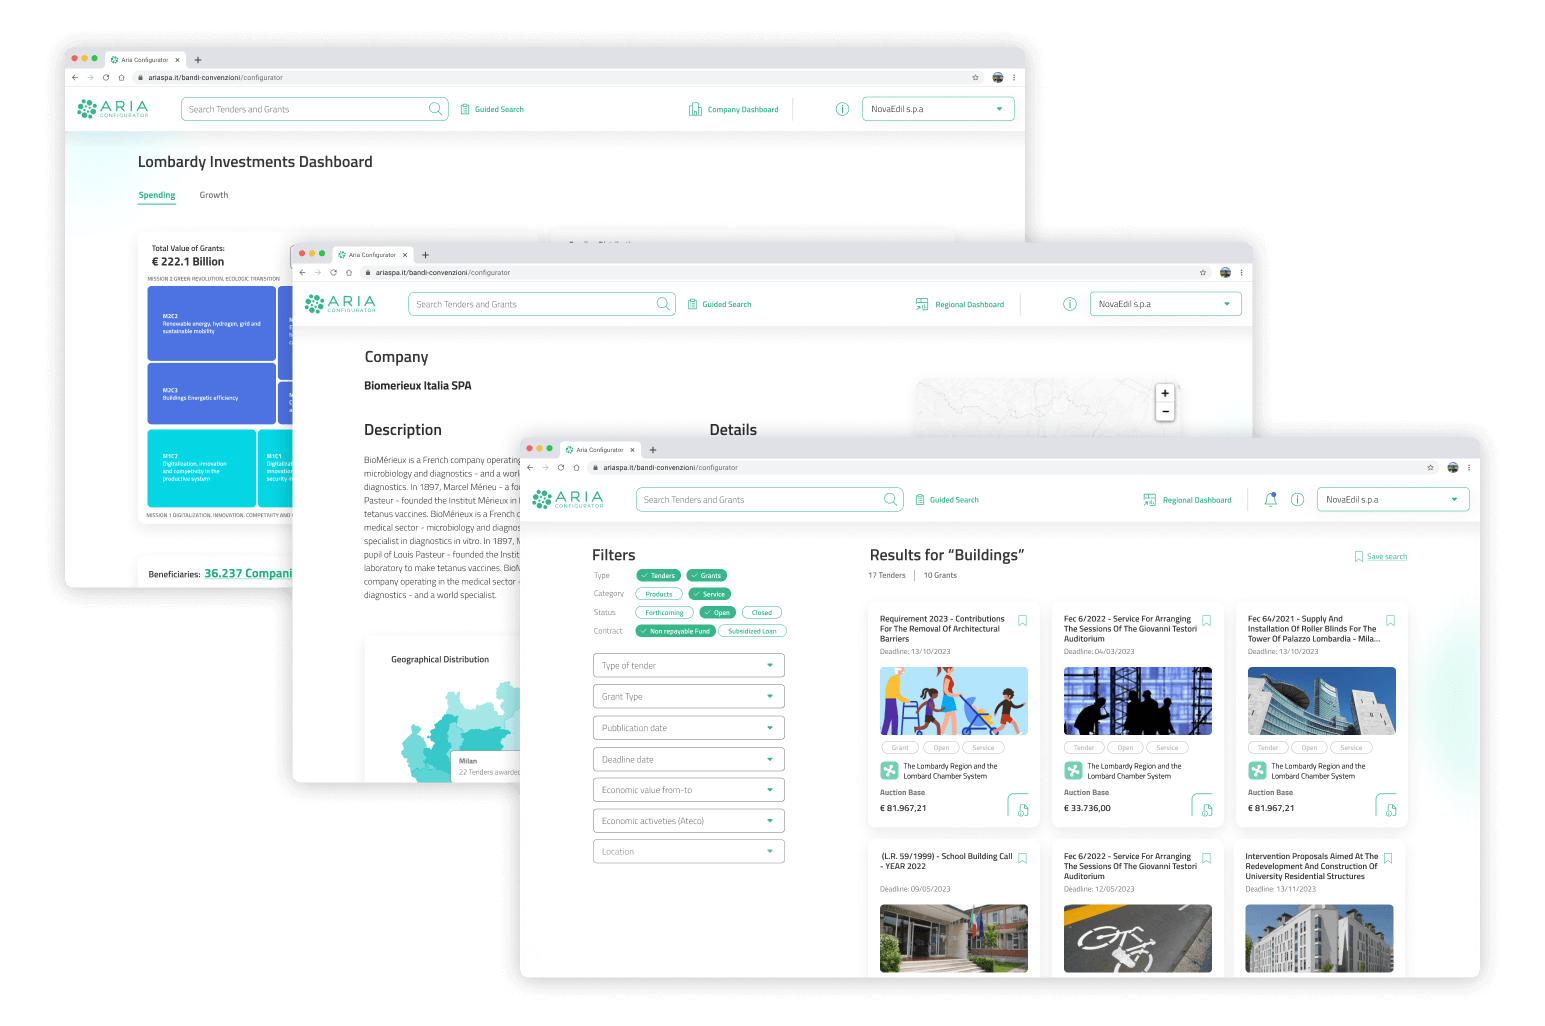 Aria Configurator
ariaspa.it/bandi-convenzioni/configurator
ARIA
CONFIGURATOR
Search Tenders and Grants
Guided Search
Company Dashboard
NovaEdil s.p.a
Lombardy Investments Dashboard
Spending
Growth
Total Value of Grants:
€ 222.1 Billion
MISSION 2 GREEN REVOLUTION, ECOLOGIC TRANSITION
M2C2
Renewable energy, hydrogen, grid and
sustainable mobility
M2C3
Buildings Energetic efficiency
M1C2
Digitalization, innovation
and competivity in the
productive system
M1C1
MISSION 1 DIGITALIZATION, INNOVATION, COMPETIVITY AND
Beneficiaries: 36.237 Compani
Aria Configurator
ariaspa.it/bandi-convenzioni/configurator
ARIA
CONFIGURATOR
Search Tenders and Grants
Guided Search
Regional Dashboard
NovaEdil s.p.a
Company
Biomerieux Italia SPA
+
−
Description
BioMérieux is a French company operating
microbiology and diagnostics - and a worl
diagnostics. In 1897, Marcel Mérieu - a fo
Pasteur - founded the Institut Mérieux in
tetanus vaccines. BioMérieux is a French c
medical sector - microbiology and diagnos
specialist in diagnostics in vitro. In 1897, M
pupil of Louis Pasteur - founded the Instit
laboratory to make tetanus vaccines. BioM
company operating in the medical sector -
diagnostics - and a world specialist.
Details
Geographical Distribution
Milan
22 Tenders awarded
Aria Configurator
ariaspa.it/bandi-convenzioni/configurator
ARIA
CONFIGURATOR
Search Tenders and Grants
Guided Search
Regional Dashboard
NovaEdil s.p.a
Filters
Type Tenders Grants
Category Products Service
Status Forthcoming Open Closed
Contract Non repayable Fund Subsidized Loan
Type of tender
Grant Type
Pubblication date
Deadline date
Economic value from-to
Economic activeties (Ateco)
Location
Results for “Buildings”
Save search
17 Tenders | 10 Grants
Requirement 2023 - Contributions
For The Removal Of Architectural
Barriers
Deadline: 13/10/2023
Grant Open Service
The Lombardy Region and the
Lombard Chamber System
Auction Base
€ 81.967,21
Fec 6/2022 - Service For Arranging
The Sessions Of The Giovanni Testori
Auditorium
Deadline: 04/03/2023
Tender Open Service
The Lombardy Region and the
Lombard Chamber System
Auction Base
€ 33.736,00
Fec 64/2021 - Supply And
Installation Of Roller Blinds For The
Tower Of Palazzo Lombardia - Mila...
Deadline: 13/10/2023
Tender Open Service
The Lombardy Region and the
Lombard Chamber System
Auction Base
€ 81.967,21
(L.R. 59/1999) - School Building Call
- YEAR 2022
Deadline: 09/05/2023
Fec 6/2022 - Service For Arranging
The Sessions Of The Giovanni Testori
Auditorium
Deadline: 12/05/2023
Intervention Proposals Aimed At The
Redevelopment And Construction Of
University Residential Structures
Deadline: 13/11/2023